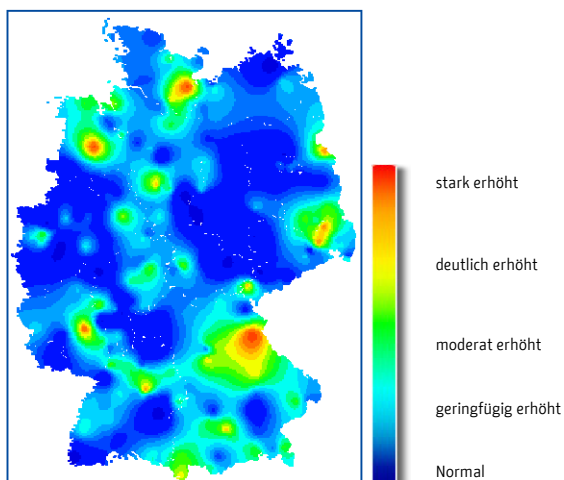 stark erhöht
deutlich erhöht
moderat erhöht
geringfügig erhöht
Normal